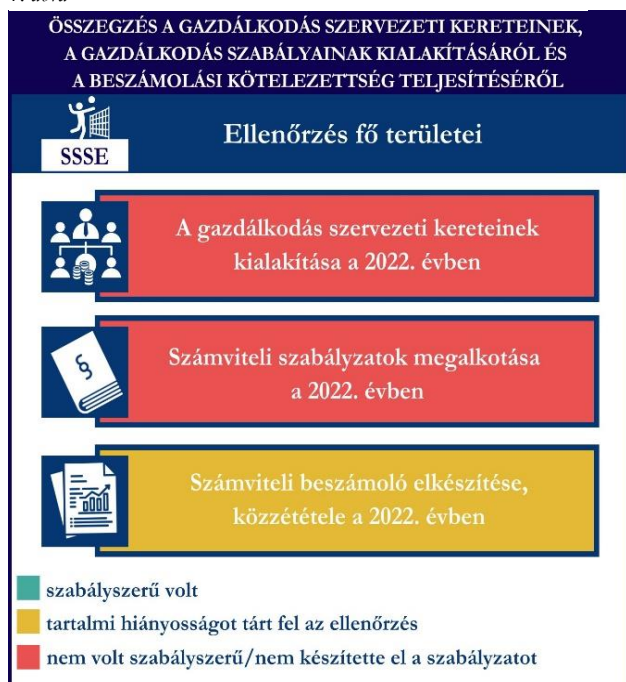 ÖSSZEGZÉS A GAZDÁLKODÁS SZERVEZETI KERETEINEK,
A GAZDÁLKODÁS SZABÁLYAINAK KIALAKÍTÁSÁRÓL ÉS
A BESZÁMOLÁSI KÖTELEZETTSÉG TELJESÍTÉSÉRŐL
SSSE
Ellenőrzés fő területei
A gazdálkodás szervezeti kereteinek
kialakítása a 2022. évben
§
Számviteli szabályzatok megalkotása
a 2022. évben
Számviteli beszámoló elkészítése,
közzététele a 2022. évben
szabályszerű volt
tartalmi hiányosságot tárt fel az ellenőrzés
nem volt szabályszerű/nem készítette el a szabályzatot